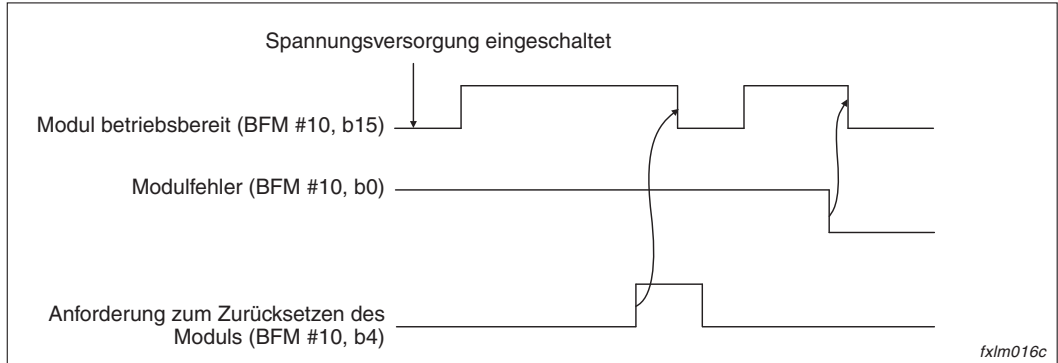 Spannungsversorgung eingeschaltet
Modul betriebsbereit (BFM #10, b15)
Modulfehler (BFM #10, b0)
Anforderung zum Zurücksetzen des
Moduls (BFM #10, b4)
fxlm016c